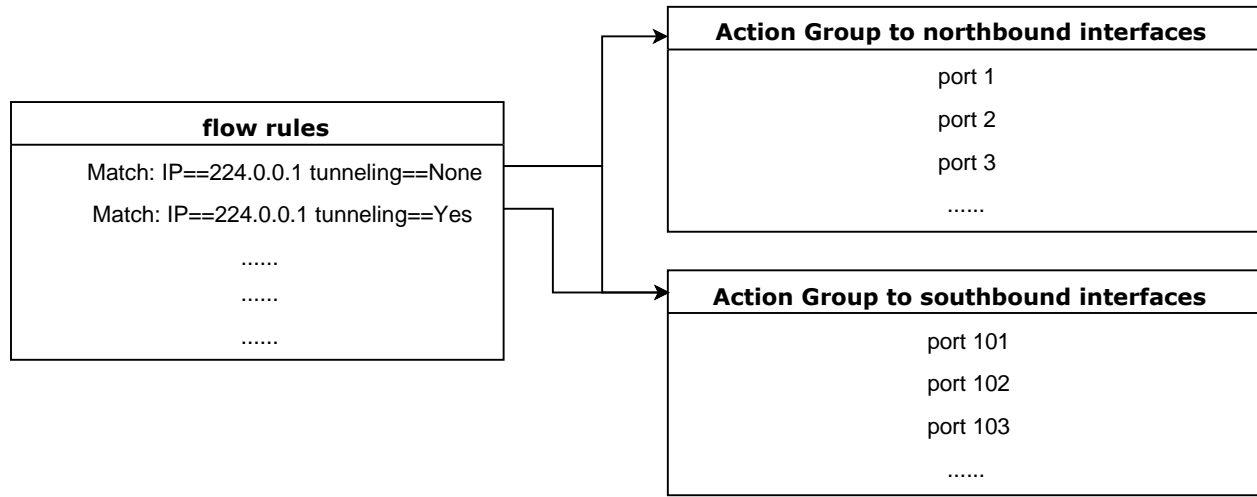 flow rules
Match: IP==224.0.0.1 tunneling==None
Match: IP==224.0.0.1 tunneling==Yes
......
......
......
Action Group to northbound interfaces
port 1
port 2
port 3
......
Action Group to southbound interfaces
port 101
port 102
port 103
......